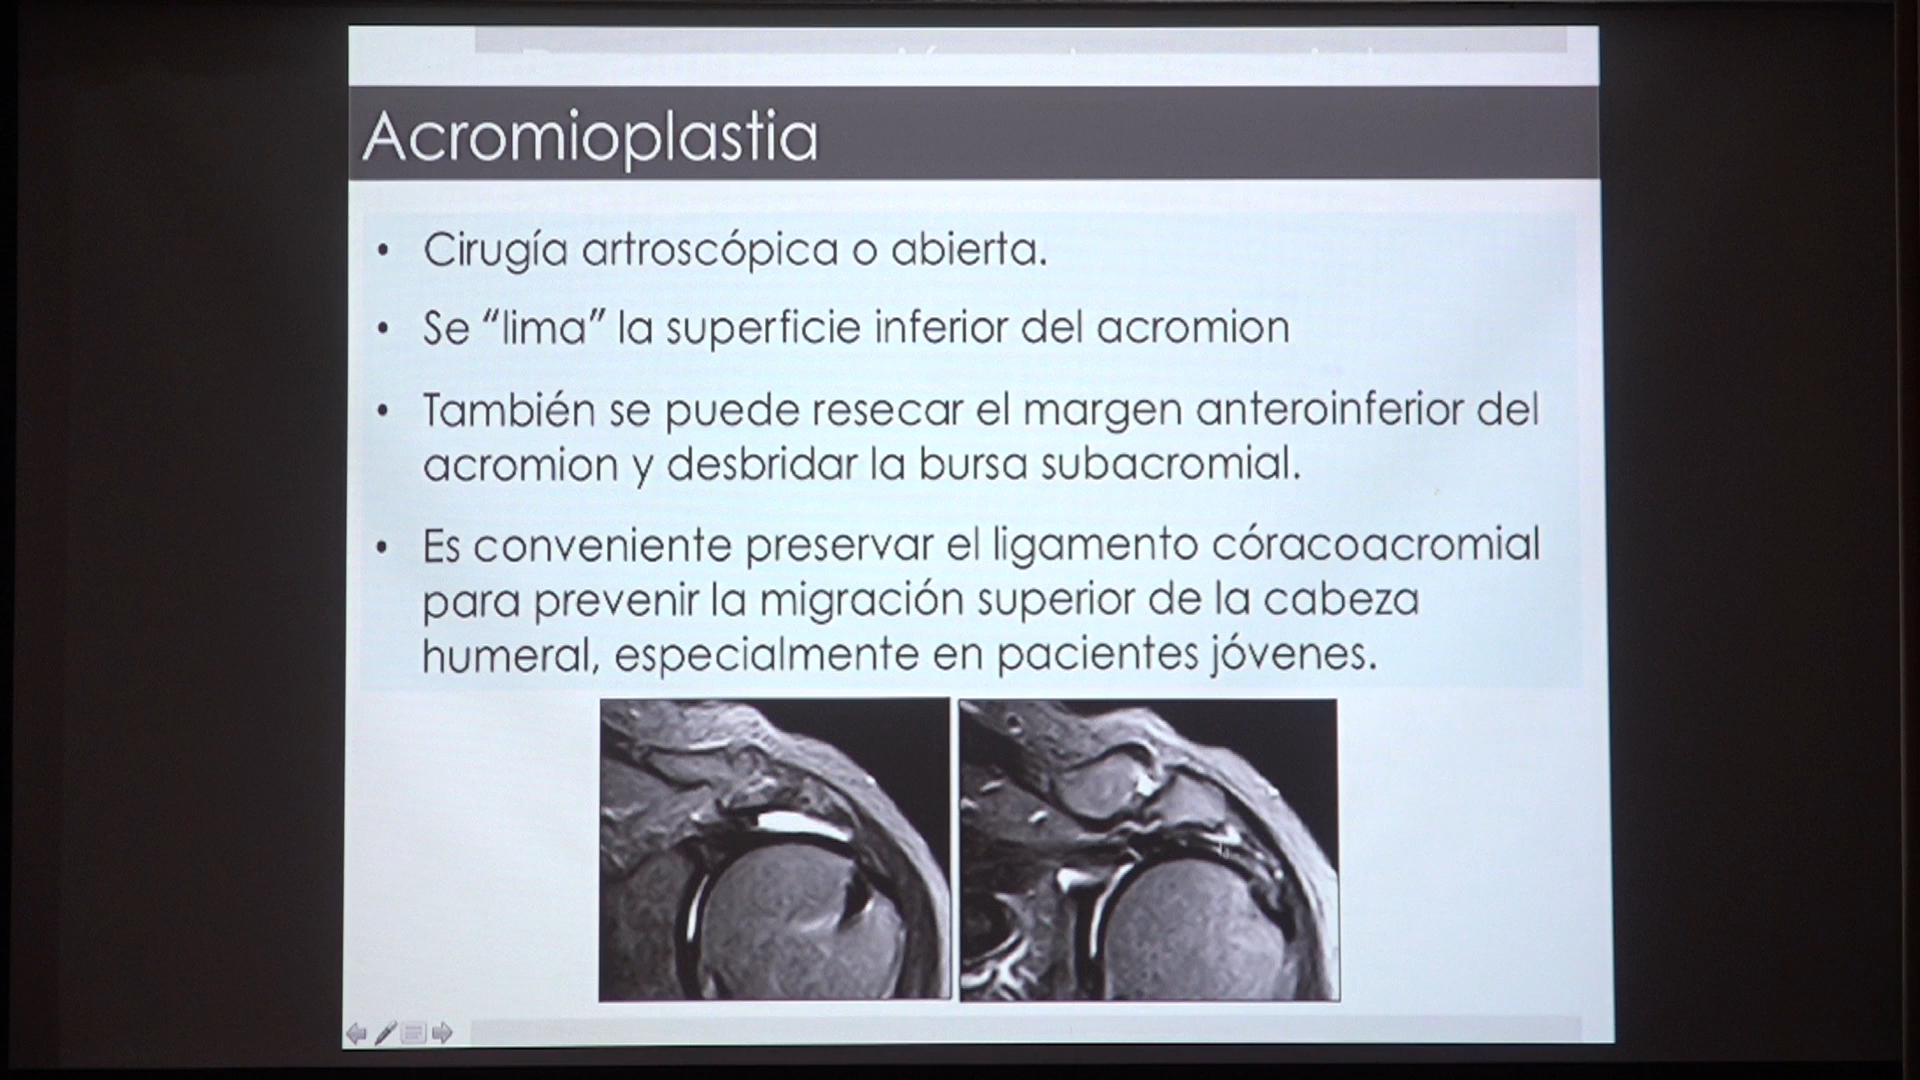 Acromioplastia
• Cirugía artroscópica o abierta.
• Se “lima” la superficie inferior del acromion
• También se puede resecar el margen anteroinferior del
acromion y desbridar la bursa subacromial.
• Es conveniente preservar el ligamento córacoacromial
para prevenir la migración superior de la cabeza
humeral, especialmente en pacientes jóvenes.